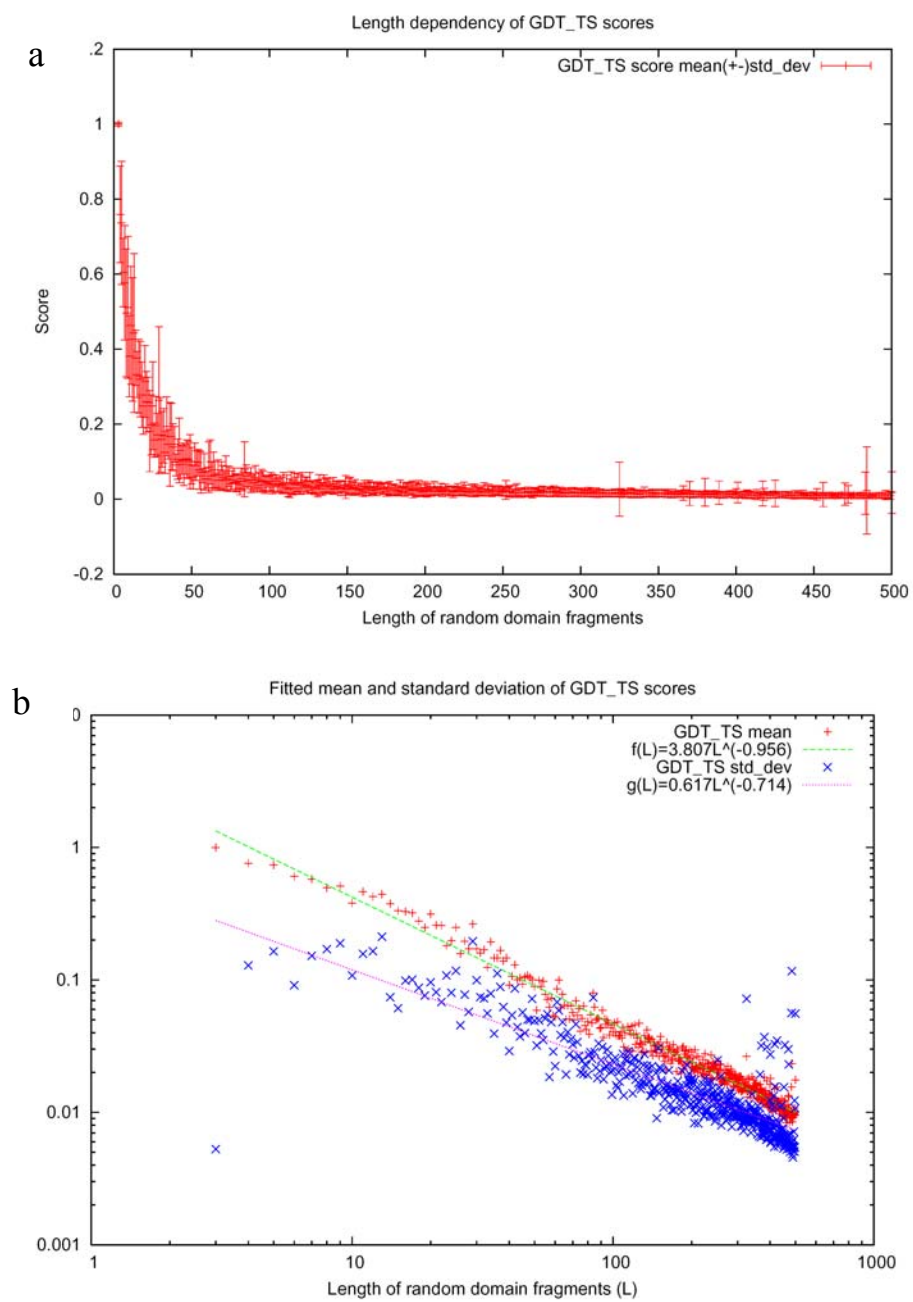 a
Length dependency of GDT_TS scores
.2
GDT_TS score mean(+-)std_dev
1
0.8
0.6
0.4
0.2
0
-0.2
Score
0 50 100 150 200 250 300 350 400 450 500
Length of random domain fragments
b
Fitted mean and standard deviation of GDT_TS scores
0
GDT_TS mean
f(L)=3.807L^(-0.956)
GDT_TS std_dev
g(L)=0.617L^(-0.714)
1
0.1
0.01
0.001
1 10 100 1000
Length of random domain fragments (L)